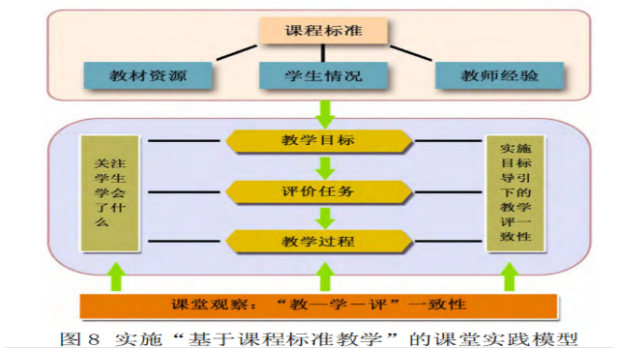 课程标准
教材资源 学生情况 教师经验
教学目标
关注
学生
学会
了什
么
评价任务
实施
目标
导引
下的
教学
评一
致性
教学过程
课堂观察：“教—学—评”一致性
图 8 实施“基于课程标准教学”的课堂实践模型